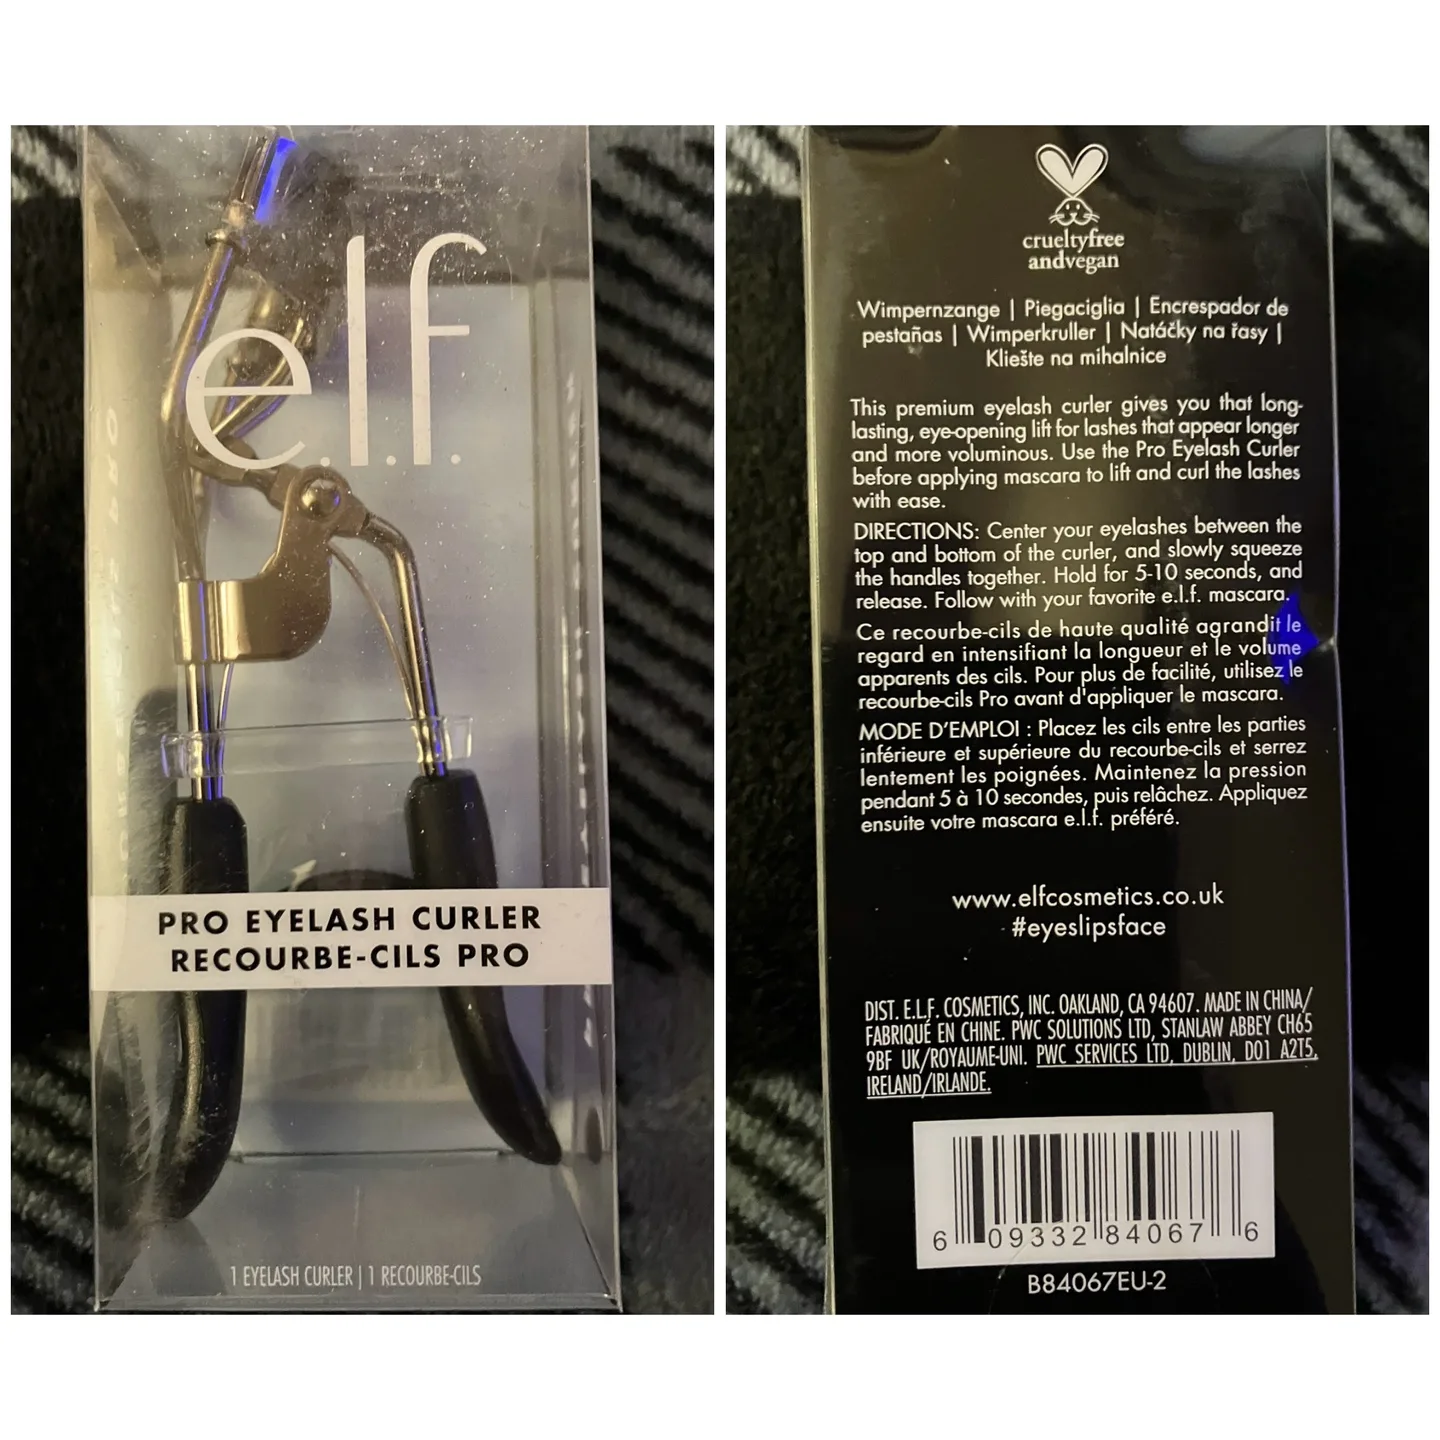 e.l.f.
PRO EYELASH CURLER
RECOURBE-CILS PRO
1 EYELASH CURLER | 1 RECOURBE-CILS
crueltyfree
andvegan
Wimpernzange | Piegaciglia | Encrespador de
pestañas | Wimperkruller | Natáčky na řasy |
Kliešte na mihalnice
This premium eyelash curler gives you that long-
lasting, eye-opening lift for lashes that appear longer
and more voluminous. Use the Pro Eyelash Curler
before applying mascara to lift and curl the lashes
with ease.
DIRECTIONS: Center your eyelashes between the
top and bottom of the curler, and slowly squeeze
the handles together. Hold for 5-10 seconds, and
release. Follow with your favorite e.l.f. mascara.
Ce recourbe-cils de haute qualité agrandit le
regard en intensifiant la longueur et le volume
apparents des cils. Pour plus de facilité, utilisez le
recourbe-cils Pro avant d'appliquer le mascara.
MODE D'EMPLOI : Placez les cils entre les parties
inférieure et supérieure du recourbe-cils et serrez
lentement les poignées. Maintenez la pression
pendant 5 à 10 secondes, puis relâchez. Appliquez
ensuite votre mascara e.l.f. préféré.
www.elfcosmetics.co.uk
#eyeslipsface
DIST. E.L.F. COSMETICS, INC. OAKLAND, CA 94607. MADE IN CHINA/
FABRIQUÉ EN CHINE. PWC SOLUTIONS LTD, STANLAW ABBEY CH65
9BF UK/ROYAUME-UNI. PWC SERVICES LTD, DUBLIN, D01 A2T5,
IRELAND/IRLANDE.
6 09332 84067 6
B84067EU-2